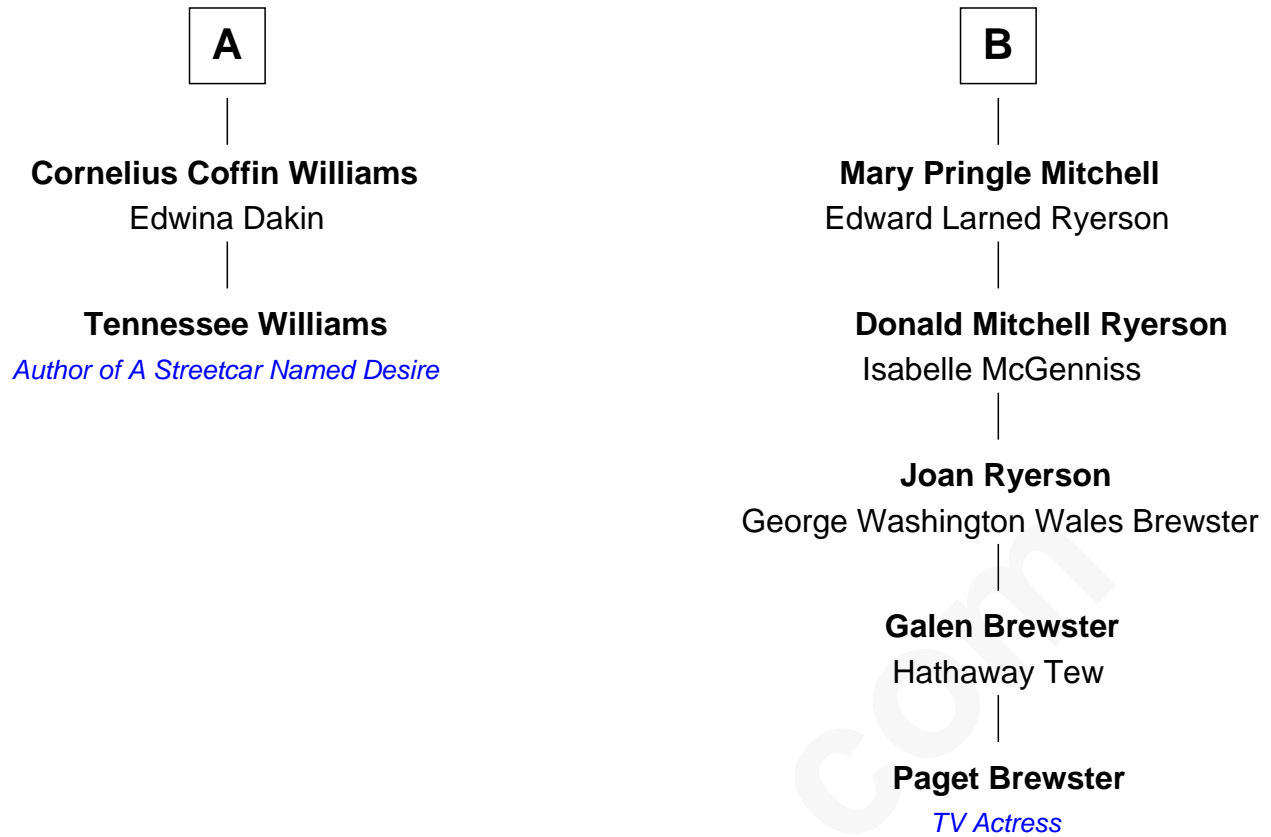 A
Cornelius Coffin Williams
Edwina Dakin
Tennessee Williams
Author of A Streetcar Named Desire
B
Mary Pringle Mitchell
Edward Larned Ryerson
Donald Mitchell Ryerson
Isabelle McGenniss
Joan Ryerson
George Washington Wales Brewster
Galen Brewster
Hathaway Tew
Paget Brewster
TV Actress
com